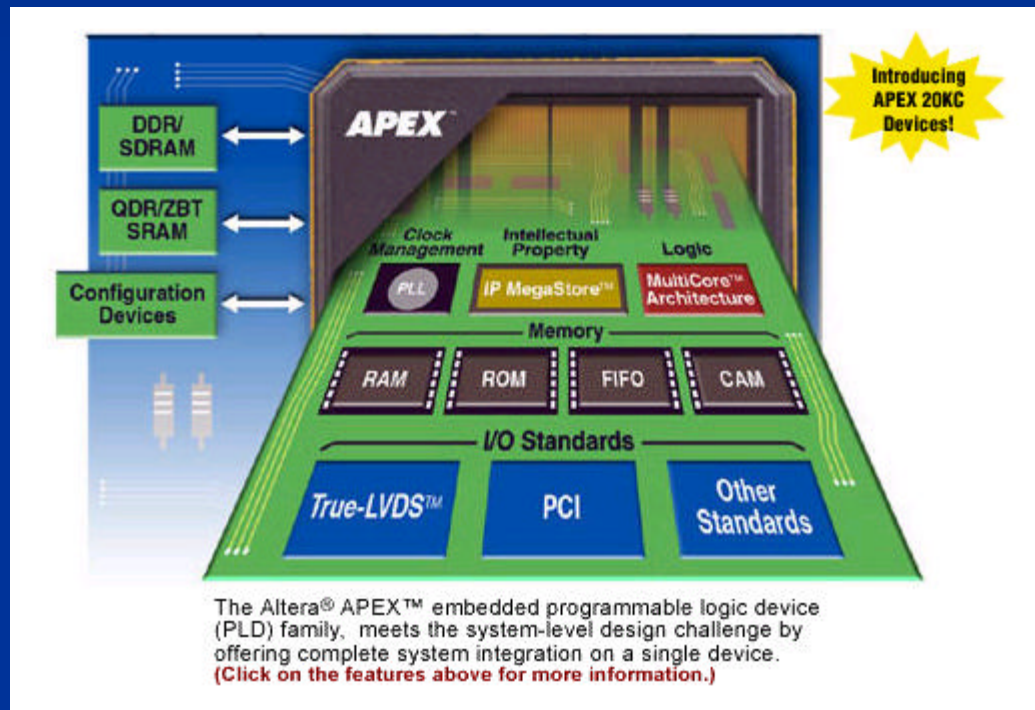 Introducing
APEX 20KC
Devices!
APEX™
DDR/
SDRAM
QDR/ZBT
SRAM
Configuration
Devices
Clock
Management
Intellectual
Property
Logic
PLL
IP MegaStore™
MultiCore™
Architecture
Memory
RAM
ROM
FIFO
CAM
I/O Standards
True-LVDS™
PCI
Other
Standards
The Altera® APEX™ embedded programmable logic device
(PLD) family, meets the system-level design challenge by
offering complete system integration on a single device.
(Click on the features above for more information.)